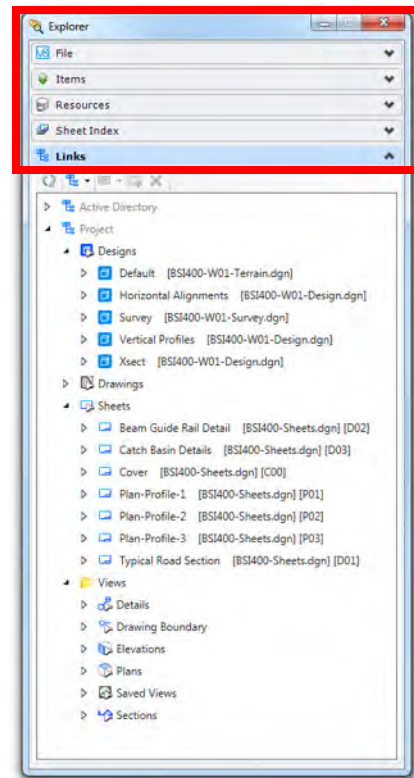 Explorer
File
Items
Resources
Sheet Index
Links
Active Directory
Project
Designs
Default [BSI400-W01-Terrain.dgn]
Horizontal Alignments [BSI400-W01-Design.dgn]
Survey [BSI400-W01-Survey.dgn]
Vertical Profiles [BSI400-W01-Design.dgn]
Xsect [BSI400-W01-Design.dgn]
Drawings
Sheets
Beam Guide Rail Detail [BSI400-Sheets.dgn] [D02]
Catch Basin Details [BSI400-Sheets.dgn] [D03]
Cover [BSI400-Sheets.dgn] [C00]
Plan-Profile-1 [BSI400-Sheets.dgn] [P01]
Plan-Profile-2 [BSI400-Sheets.dgn] [P02]
Plan-Profile-3 [BSI400-Sheets.dgn] [P03]
Typical Road Section [BSI400-Sheets.dgn] [D01]
Views
Details
Drawing Boundary
Elevations
Plans
Saved Views
Sections